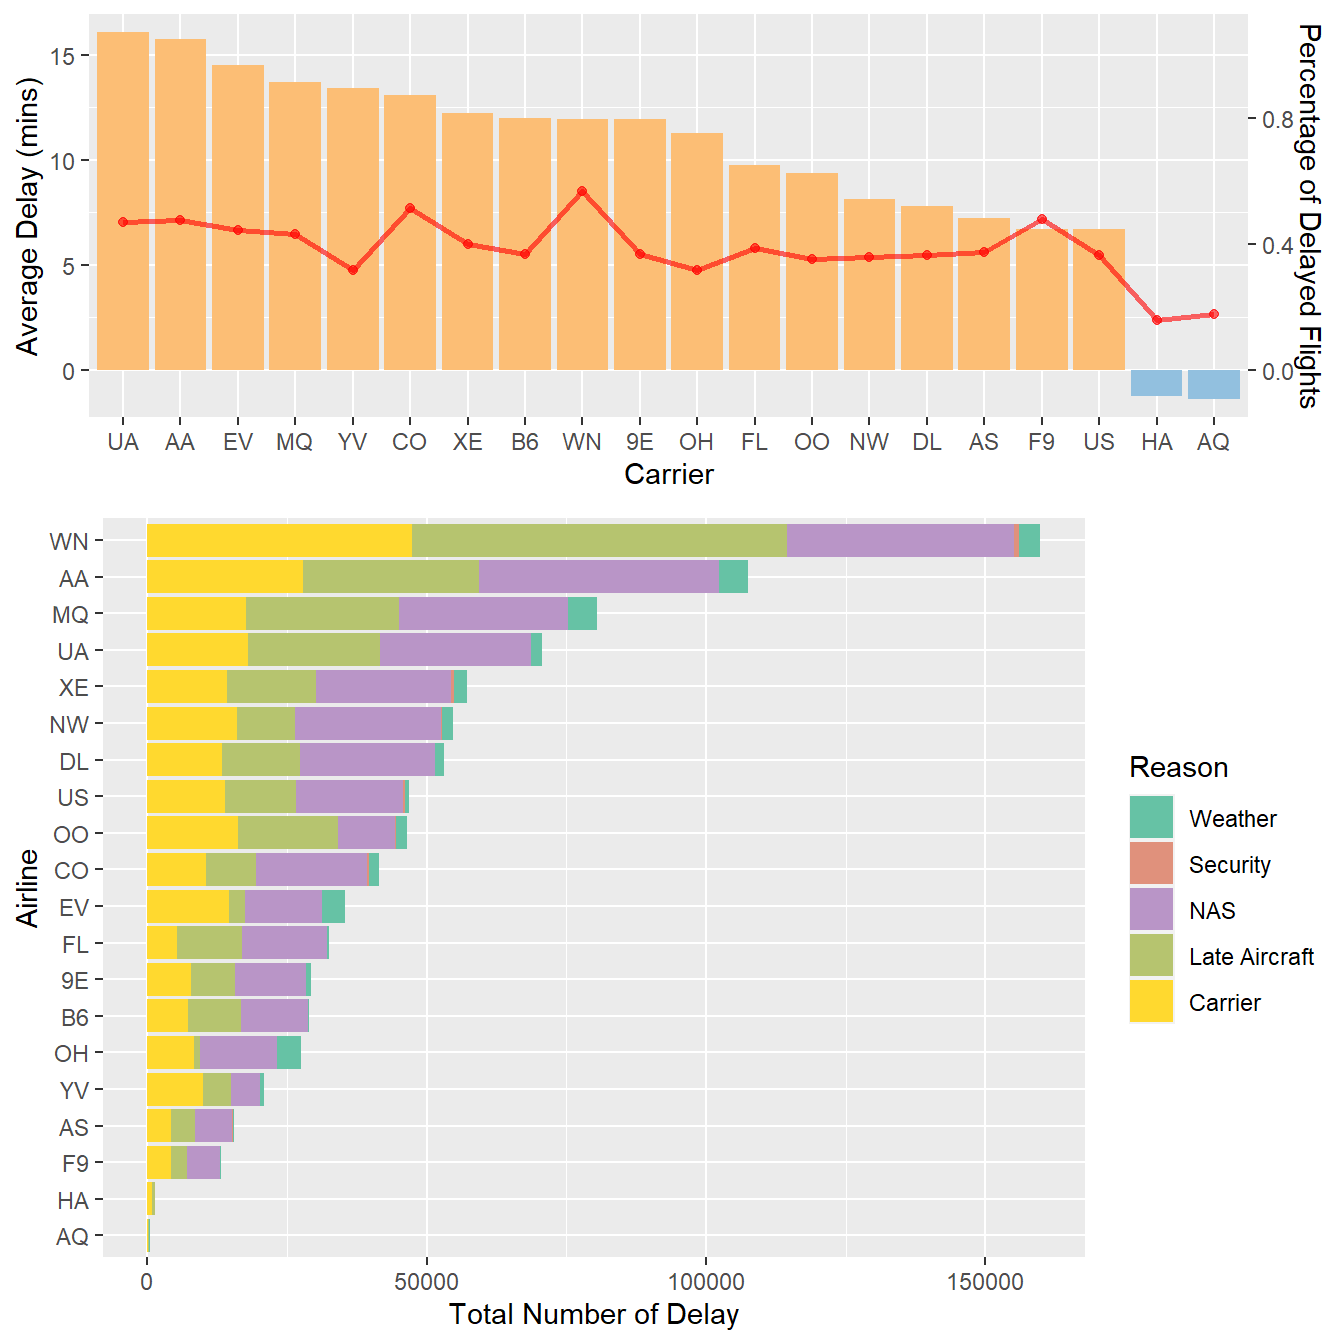 Average Delay (mins)
15
10
5
0
Percentage of Delayed Flights
0.8
0.4
0.0
UA AA EV MQ YV CO XE B6 WN 9E OH FL OO NW DL AS F9 US HA AQ
Carrier
Airline
WN
AA
MQ
UA
XE
NW
DL
US
OO
CO
EV
FL
9E
B6
OH
YV
AS
F9
HA
AQ
0 50000 100000 150000
Total Number of Delay
Reason
Weather
Security
NAS
Late Aircraft
Carrier